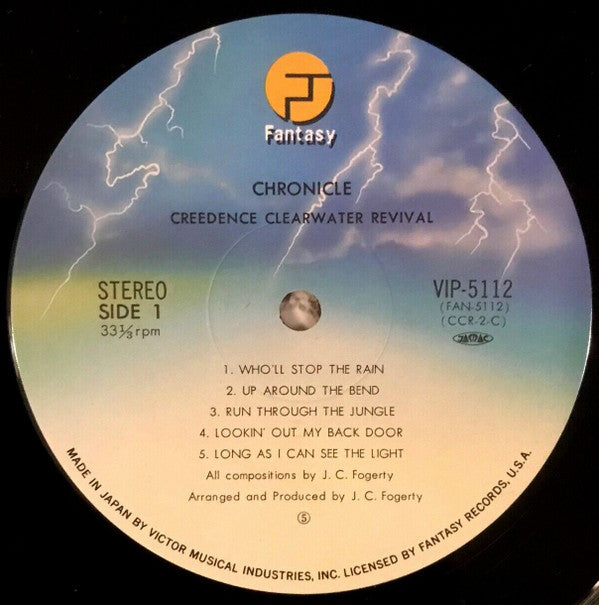 Fantasy
CHRONICLE
CREEDENCE CLEARWATER REVIVAL
STEREO
SIDE 1
33⅓rpm
VIP-5112
(FAN-5112)
(CCR-2-C)
1. WHO'LL STOP THE RAIN
2. UP AROUND THE BEND
3. RUN THROUGH THE JUNGLE
4. LOOKIN' OUT MY BACK DOOR
5. LONG AS I CAN SEE THE LIGHT
All compositions by J. C. Fogerty
Arranged and Produced by J. C. Fogerty
⑤
MADE IN JAPAN BY VICTOR MUSICAL INDUSTRIES, INC. LICENSED BY FANTASY RECORDS, U.S.A.